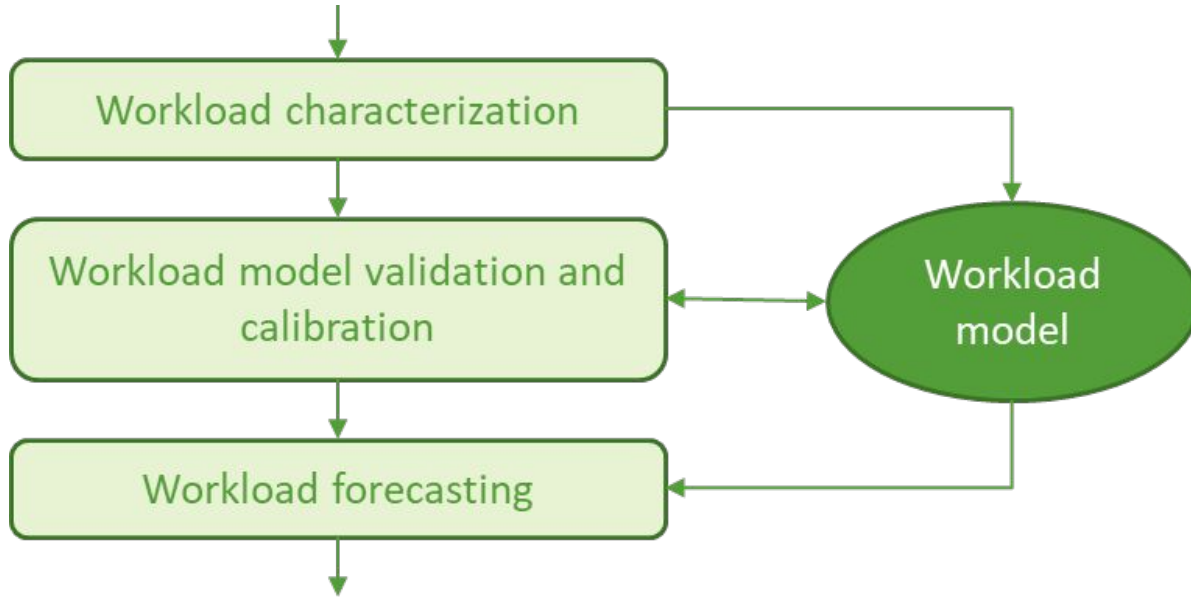 Workload characterization
Workload model validation and
calibration
Workload
model
Workload forecasting